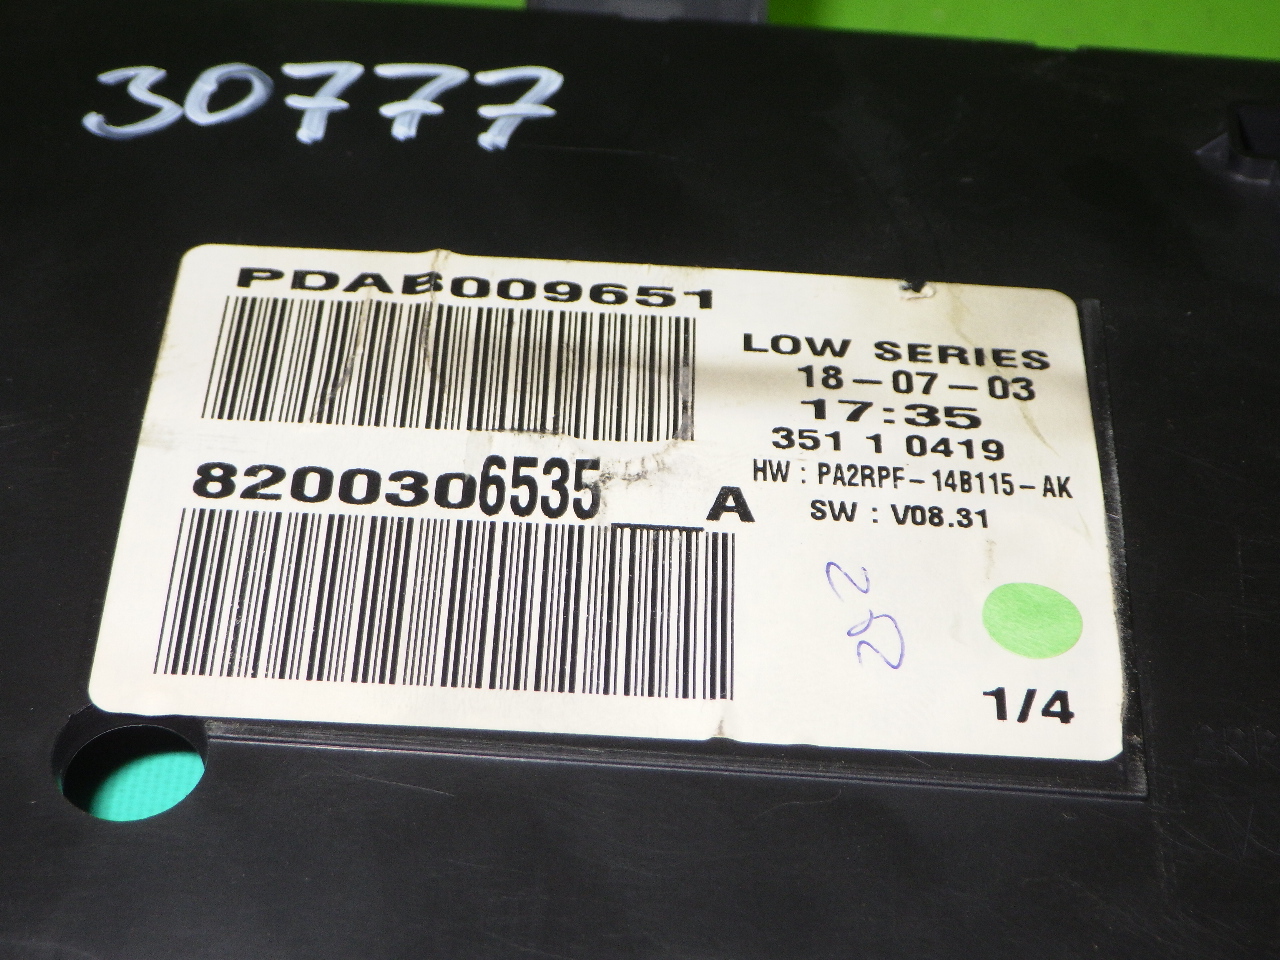 30777
PDAB009651
LOW SERIES
18-07-03
17:35
351 1 0419
8200306535___A
HW : PA2RPF-14B115-AK
SW : V08.31
1/4